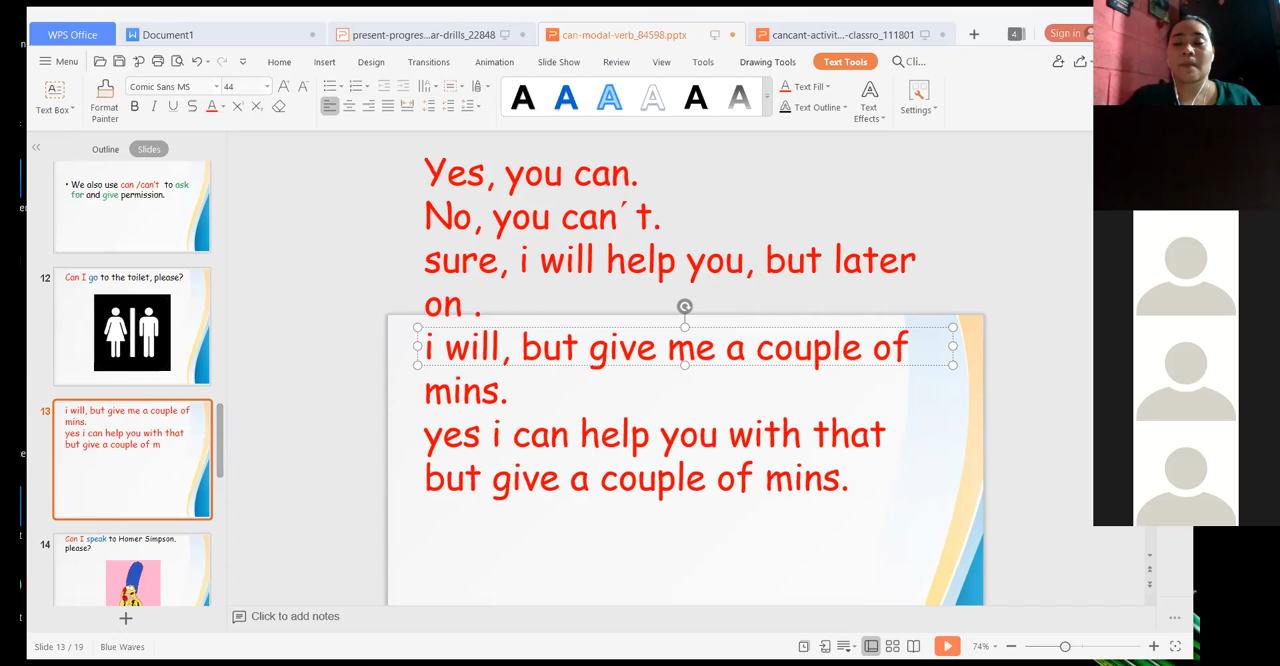 WPS Office
Document1
present-progres...ar-drills_22848
can-modal-verb_84598.pptx
cancant-activit...-classro_111801
4
Sign in
Menu
Home
Insert
Design
Transitions
Animation
Slide Show
Review
View
Tools
Drawing Tools
Text Tools
Cli...
Text Box
Format Painter
Comic Sans MS
44
Text Fill
Text Outline
Text Effects
Settings
Outline
Slides
• We also use can /can't to ask
for and give permission.
12
Can I go to the toilet, please?
13
i will, but give me a couple of
mins.
yes i can help you with that
but give a couple of m
14
Can I speak to Homer Simpson,
please?
Yes, you can.
No, you can´t.
sure, i will help you, but later
on .
i will, but give me a couple of
mins.
yes i can help you with that
but give a couple of mins.
Click to add notes
Slide 13 / 19
Blue Waves
74%